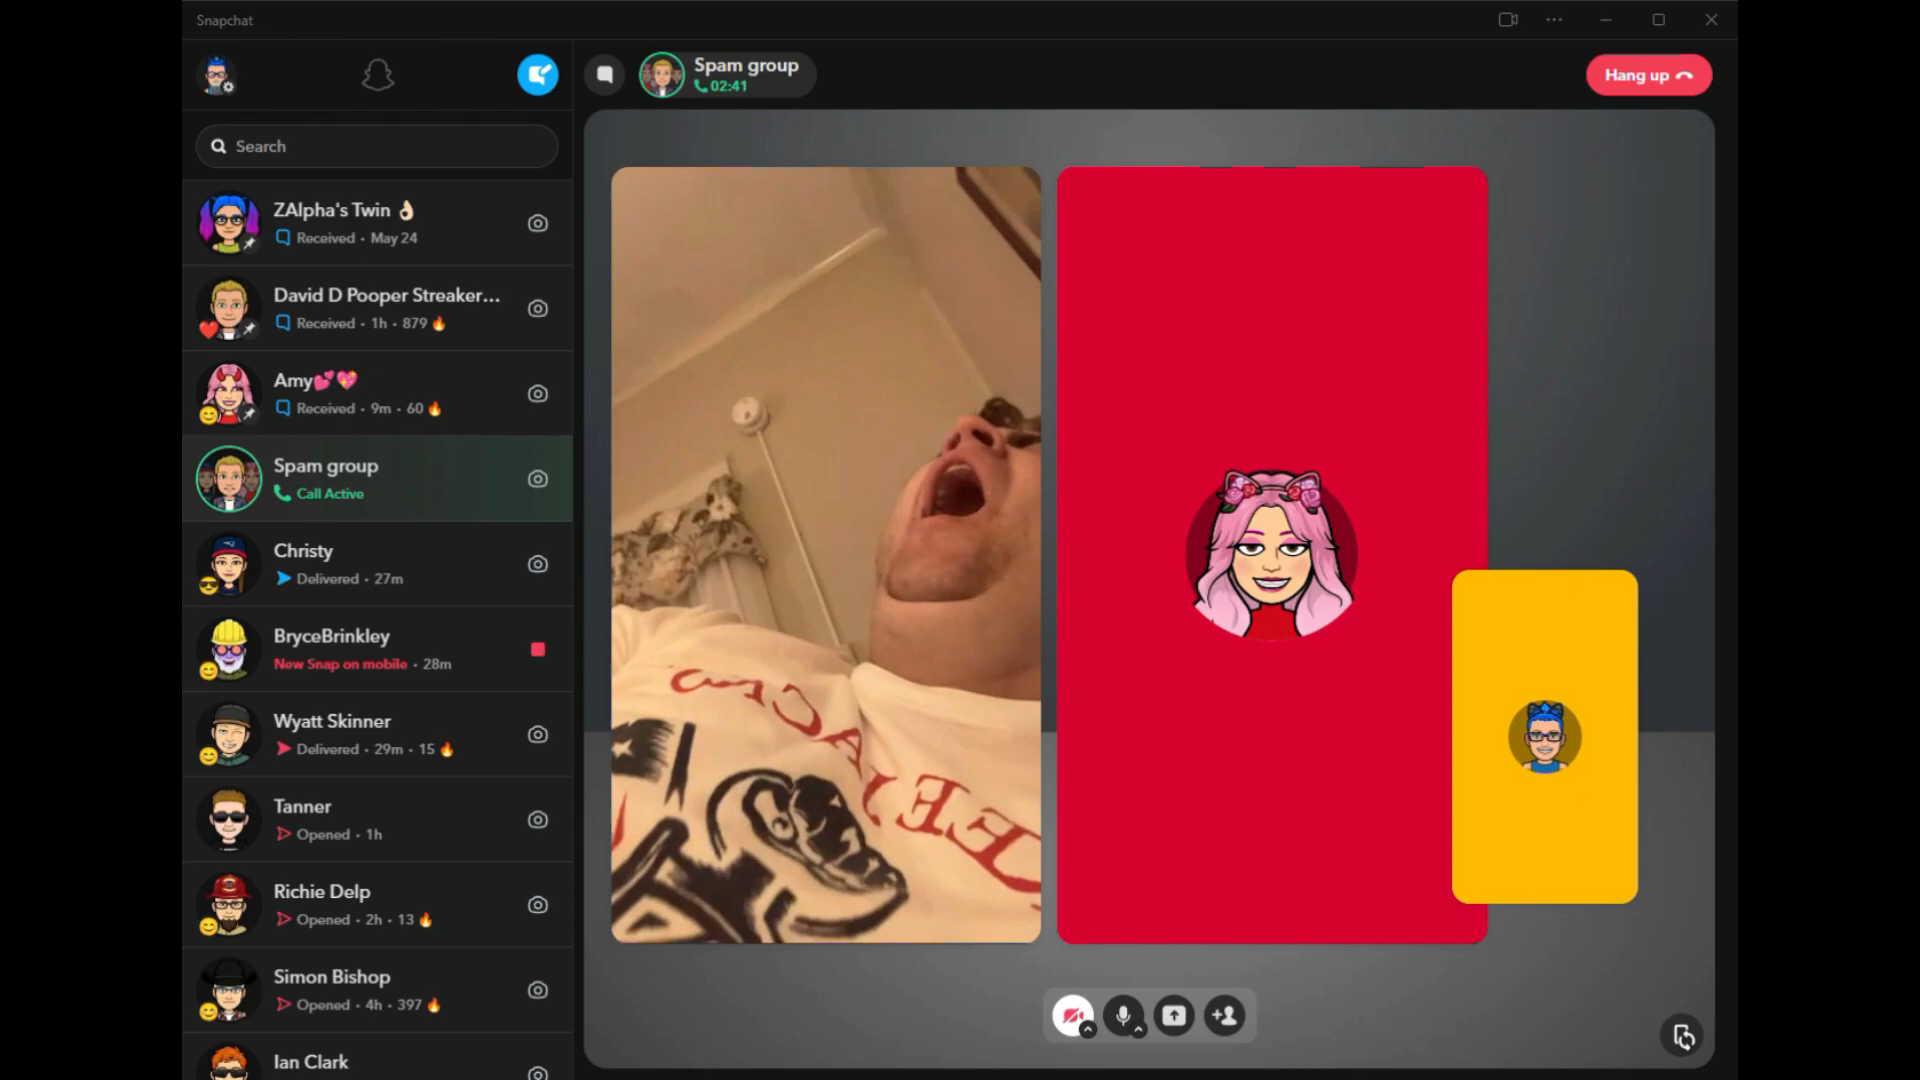 Snapchat
Spam group
02:41
Hang up
Search
ZAlpha's Twin 👌🏻
Received · May 24
David D Pooper Streaker...
Received · 1h · 879 🔥
Amy💕💖
Received · 9m · 60 🔥
Spam group
Call Active
Christy
Delivered · 27m
BryceBrinkley
New Snap on mobile · 28m
Wyatt Skinner
Delivered · 29m · 15 🔥
Tanner
Opened · 1h
Richie Delp
Opened · 2h · 13 🔥
Simon Bishop
Opened · 4h · 397 🔥
Ian Clark